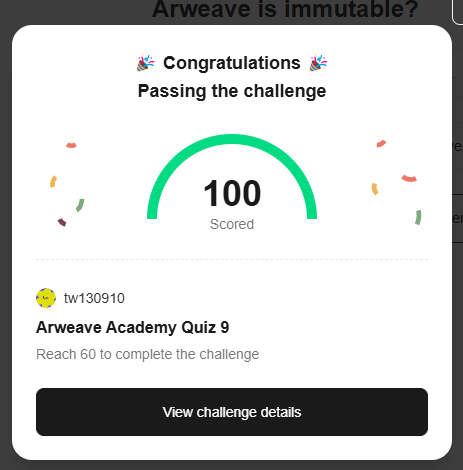 Arweave is immutable?
Congratulations
Passing the challenge
100
Scored
tw130910
Arweave Academy Quiz 9
Reach 60 to complete the challenge
View challenge details